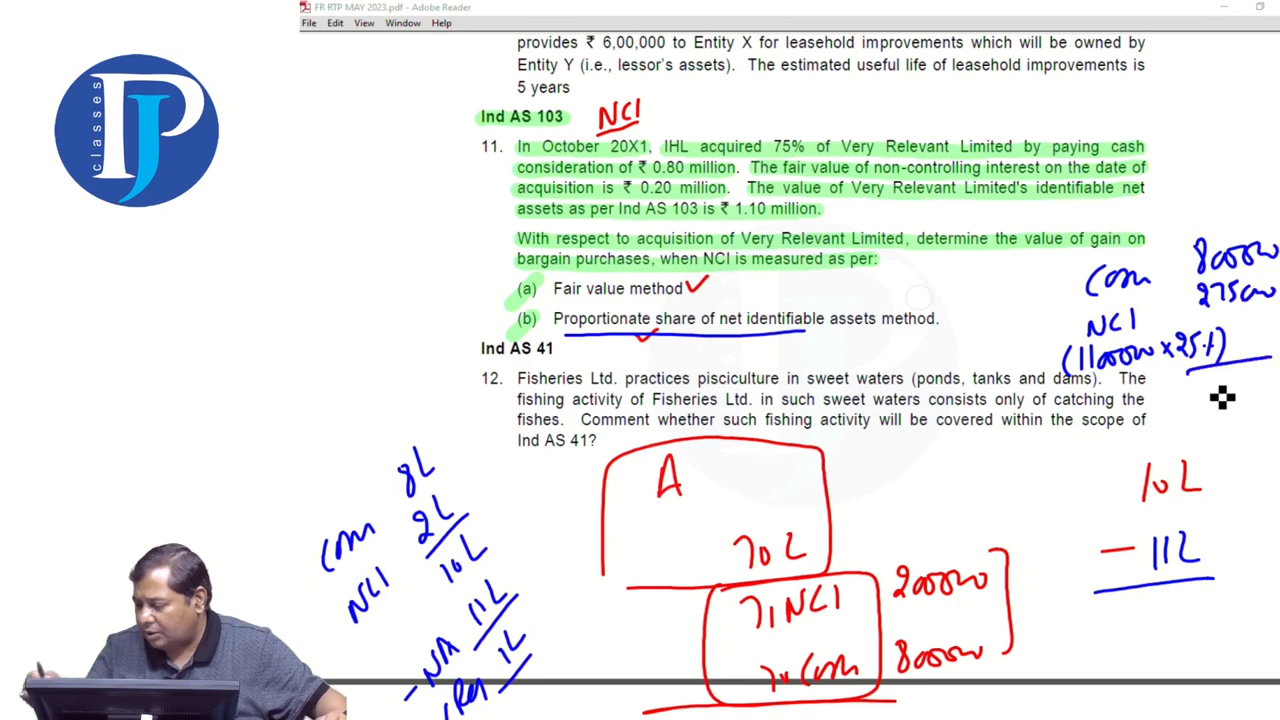 FR RTP MAY 2023.pdf - Adobe Reader
File Edit View Window Help
classes
PJ
provides ₹ 6,00,000 to Entity X for leasehold improvements which will be owned by
Entity Y (i.e., lessor's assets). The estimated useful life of leasehold improvements is
5 years
Ind AS 103
NCI
11. In October 20X1, IHL acquired 75% of Very Relevant Limited by paying cash
consideration of ₹ 0.80 million. The fair value of non-controlling interest on the date of
acquisition is ₹ 0.20 million. The value of Very Relevant Limited's identifiable net
assets as per Ind AS 103 is ₹ 1.10 million.
With respect to acquisition of Very Relevant Limited, determine the value of gain on
bargain purchases, when NCI is measured as per:
(a) Fair value method
(b) Proportionate share of net identifiable assets method.
Con 800000
275000
NCI
(1100000 x 25%)
Ind AS 41
12. Fisheries Ltd. practices pisciculture in sweet waters (ponds, tanks and dams). The
fishing activity of Fisheries Ltd. in such sweet waters consists only of catching the
fishes. Comment whether such fishing activity will be covered within the scope of
Ind AS 41?
8L
Con 2L
NCI 10L
11L
- NA 1L
A
70L
NCI 200000
Con 800000
10L
- 11L